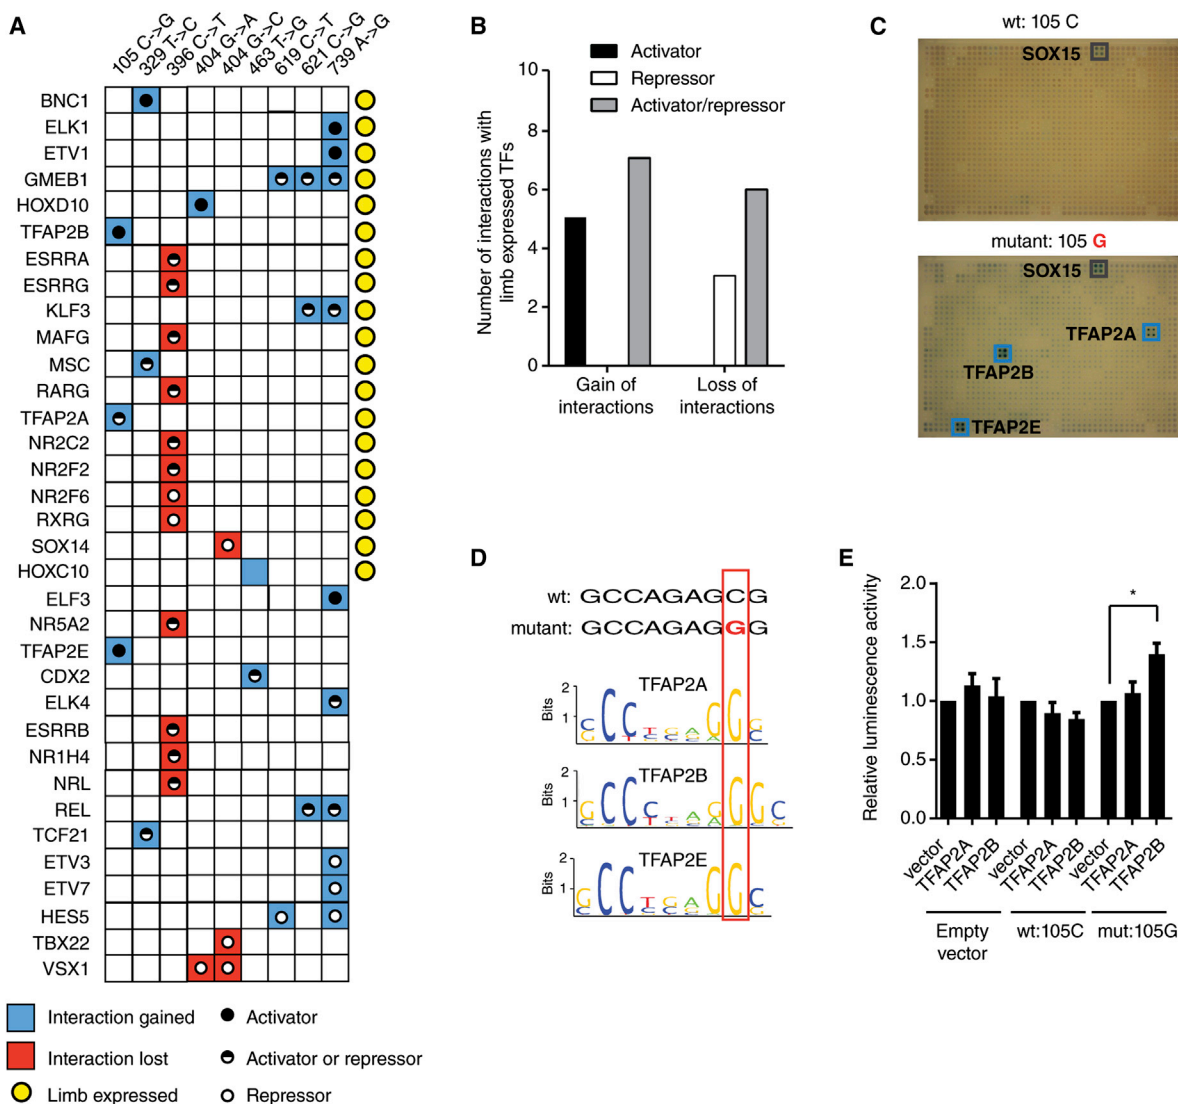 A
105 C->G
329 T->C
396 C->T
404 G->A
404 G->C
463 T->G
619 C->T
621 C->G
739 A->G
BNC1
ELK1
ETV1
GMEB1
HOXD10
TFAP2B
ESRRA
ESRRG
KLF3
MAFG
MSC
RARG
TFAP2A
NR2C2
NR2F2
NR2F6
RXRG
SOX14
HOXC10
ELF3
NR5A2
TFAP2E
CDX2
ELK4
ESRRB
NR1H4
NRL
REL
TCF21
ETV3
ETV7
HES5
TBX22
VSX1
Interaction gained
Interaction lost
Limb expressed
Activator
Activator or repressor
Repressor
B
Activator
Repressor
Activator/repressor
Number of interactions with
limb expressed TFs
10
8
6
4
2
0
Gain of
interactions
Loss of
interactions
C
wt: 105 C
SOX15
mutant: 105 G
SOX15
TFAP2A
TFAP2B
TFAP2E
D
wt: GCCAGAGCG
mutant: GCCAGAGGG
TFAP2A
Bits
2
1
TFAP2B
Bits
2
1
TFAP2E
Bits
2
1
E
Relative luminescence activity
2.0
1.5
1.0
0.5
0.0
*
vector
TFAP2A
TFAP2B
vector
TFAP2A
TFAP2B
vector
TFAP2A
TFAP2B
Empty
vector
wt:105C
mut:105G